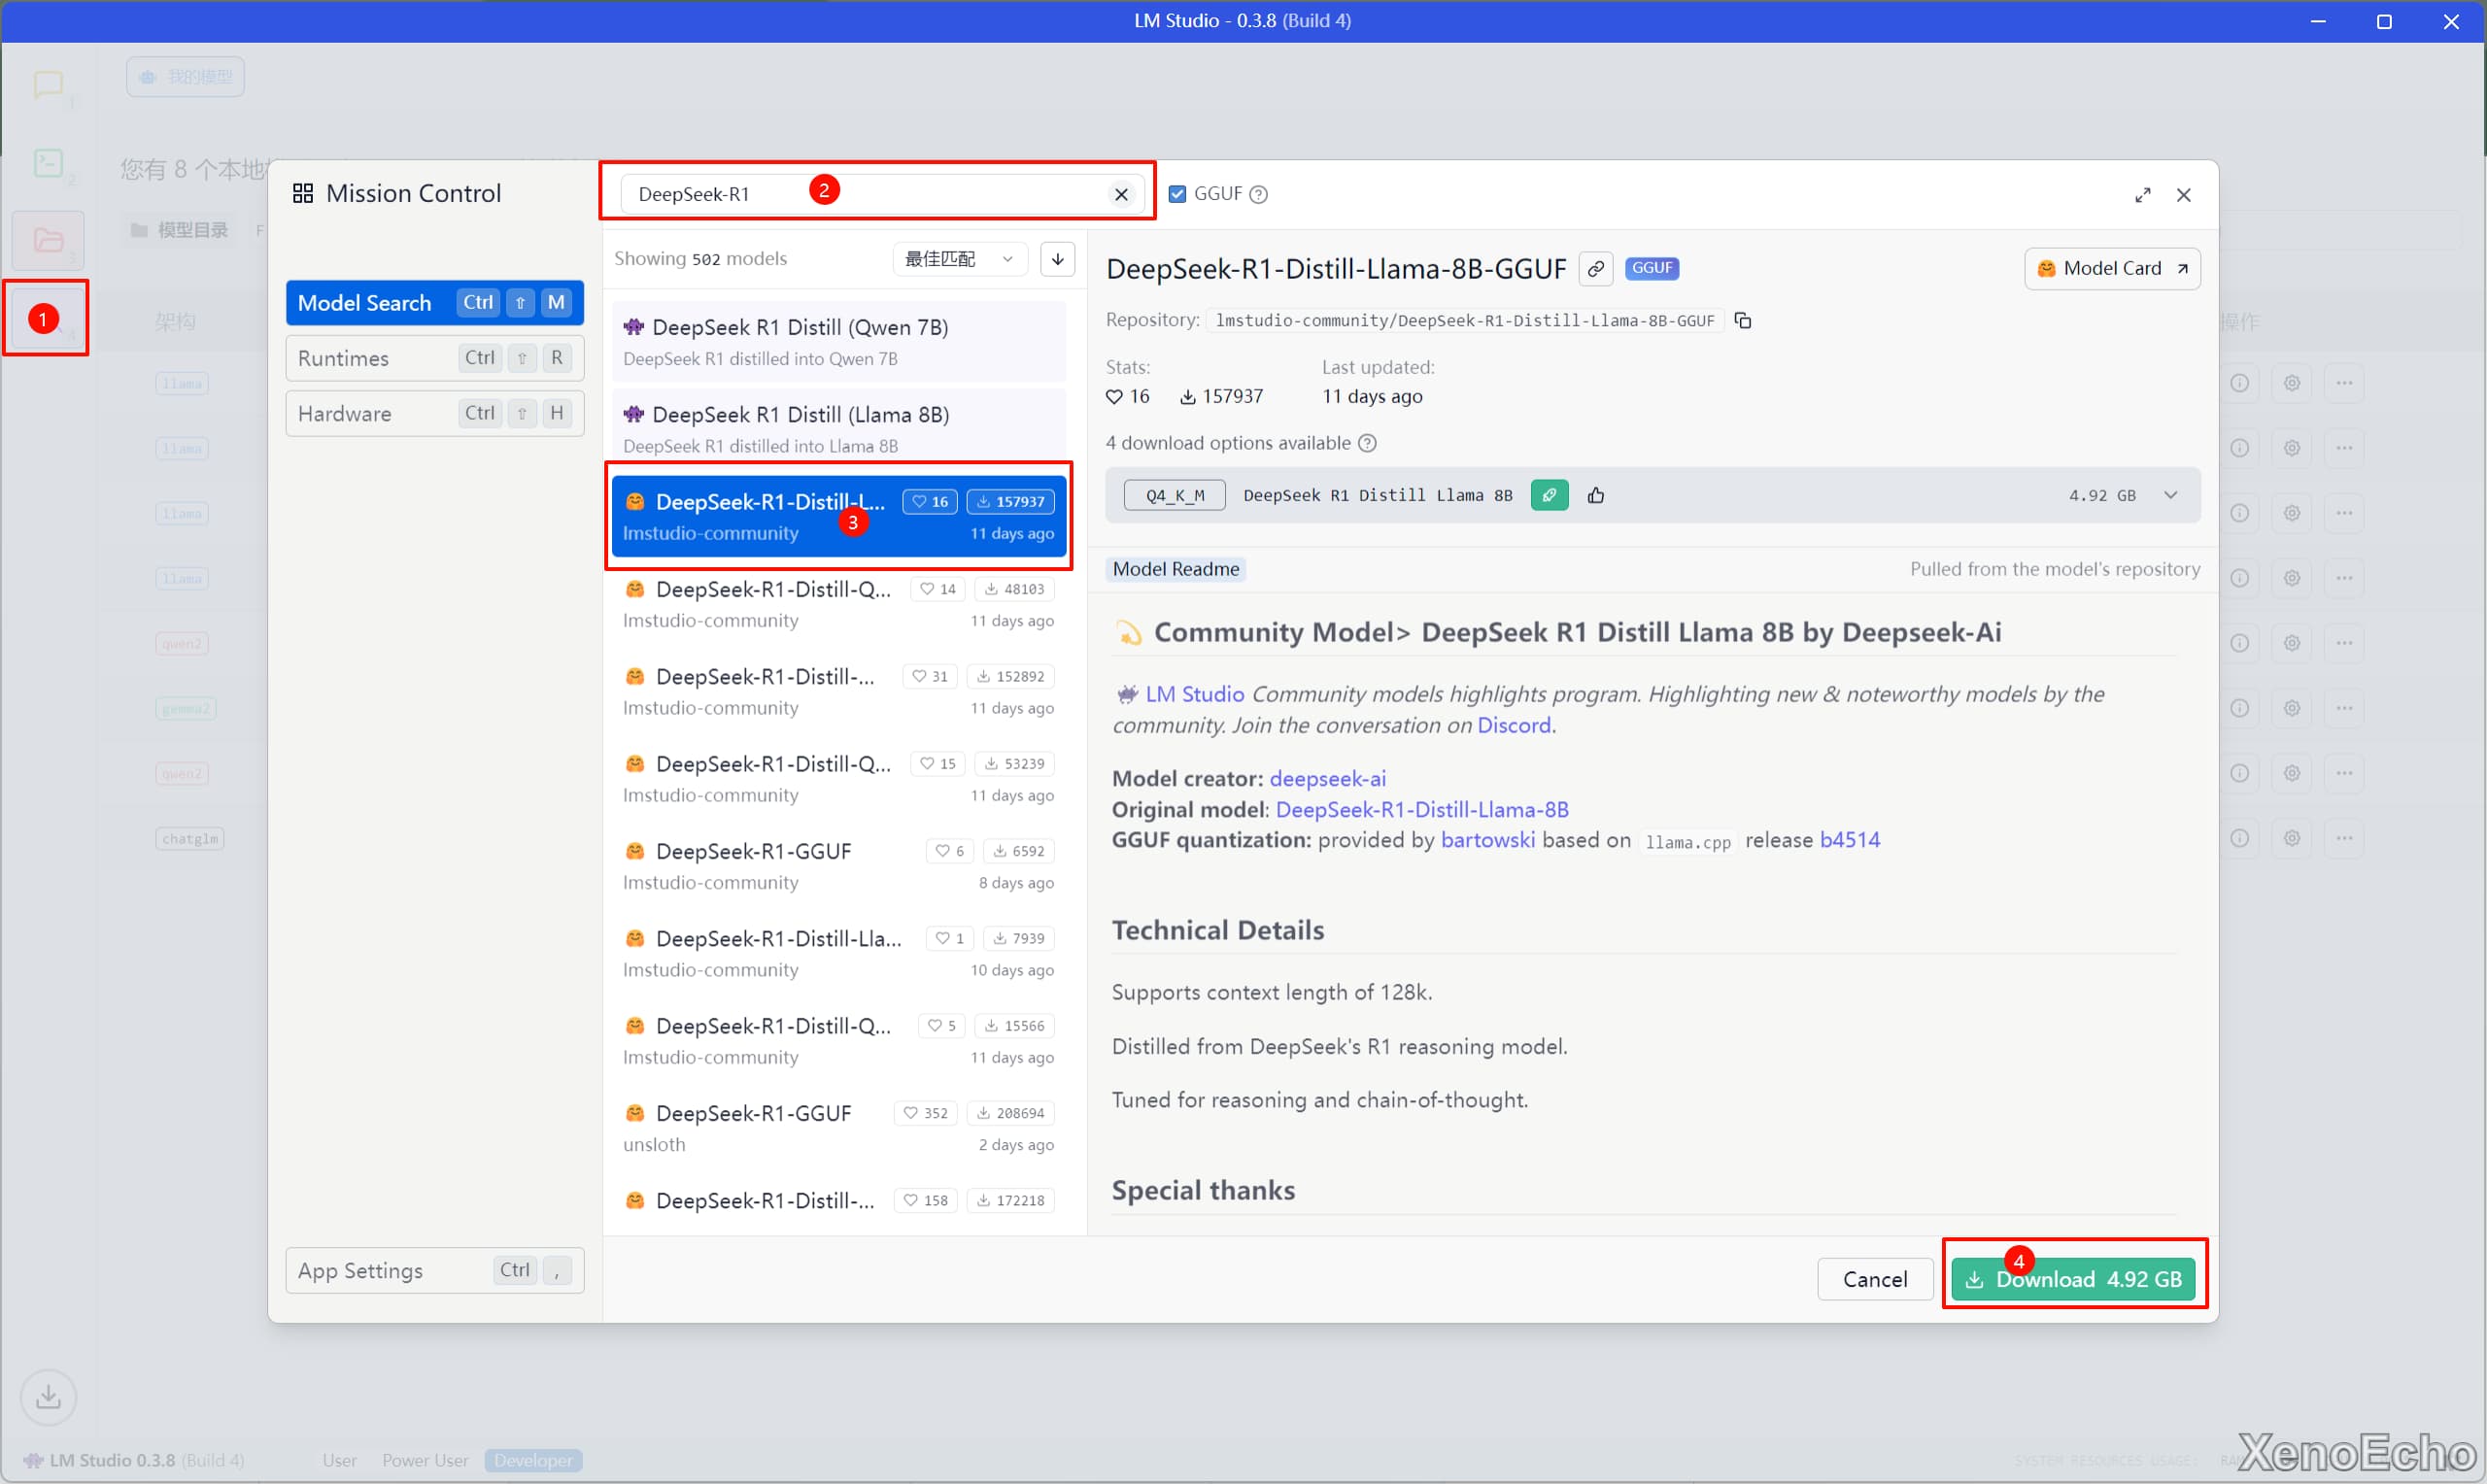 LM Studio - 0.3.8 (Build 4)
我的模型
1
2
您有 8 个本地
模型目录
F
3
1
4
架构
操作
llama
llama
llama
llama
qwen2
gemma2
qwen2
chatglm
Mission Control
Model Search Ctrl ⇧ M
Runtimes Ctrl ⇧ R
Hardware Ctrl ⇧ H
App Settings Ctrl ,
DeepSeek-R1 2
GGUF
Showing 502 models 最佳匹配
DeepSeek R1 Distill (Qwen 7B)
DeepSeek R1 distilled into Qwen 7B
DeepSeek R1 Distill (Llama 8B)
DeepSeek R1 distilled into Llama 8B
DeepSeek-R1-Distill-L... 16 157937
3
lmstudio-community 11 days ago
DeepSeek-R1-Distill-Q... 14 48103
lmstudio-community 11 days ago
DeepSeek-R1-Distill-... 31 152892
lmstudio-community 11 days ago
DeepSeek-R1-Distill-Q... 15 53239
lmstudio-community 11 days ago
DeepSeek-R1-GGUF 6 6592
lmstudio-community 8 days ago
DeepSeek-R1-Distill-Lla... 1 7939
lmstudio-community 10 days ago
DeepSeek-R1-Distill-Q... 5 15566
lmstudio-community 11 days ago
DeepSeek-R1-GGUF 352 208694
unsloth 2 days ago
DeepSeek-R1-Distill-... 158 172218
DeepSeek-R1-Distill-Llama-8B-GGUF GGUF
Model Card
Repository: lmstudio-community/DeepSeek-R1-Distill-Llama-8B-GGUF
Stats: Last updated:
16 157937 11 days ago
4 download options available
Q4_K_M DeepSeek R1 Distill Llama 8B 4.92 GB
Model Readme Pulled from the model's repository
Community Model> DeepSeek R1 Distill Llama 8B by Deepseek-Ai
LM Studio Community models highlights program. Highlighting new & noteworthy models by the
community. Join the conversation on Discord.
Model creator: deepseek-ai
Original model: DeepSeek-R1-Distill-Llama-8B
GGUF quantization: provided by bartowski based on llama.cpp release b4514
Technical Details
Supports context length of 128k.
Distilled from DeepSeek's R1 reasoning model.
Tuned for reasoning and chain-of-thought.
Special thanks
4
Cancel Download 4.92 GB
LM Studio 0.3.8 (Build 4) User Power User Developer
SYSTEM RESOURCES USAGE:
XenoEcho